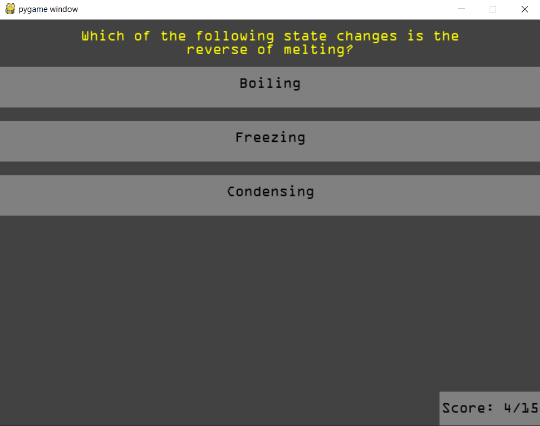 pygame window
Which of the following state changes is the
reverse of melting?
Boiling
Freezing
Condensing
Score: 4/15